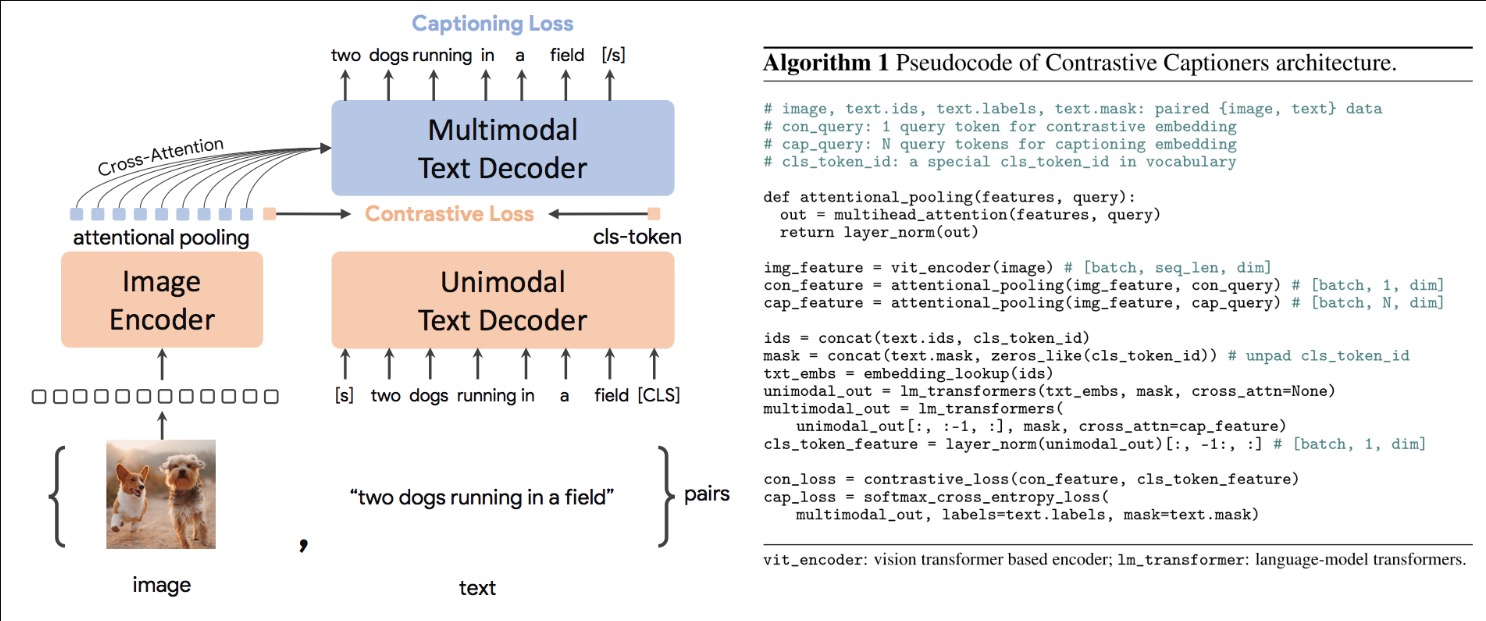 Captioning Loss
two dogs running in a field [/s]
Multimodal
Text Decoder
Cross-Attention
Contrastive Loss
attentional pooling
cls-token
Image
Encoder
Unimodal
Text Decoder
[s] two dogs running in a field [CLS]
“two dogs running in a field”
pairs
,
image
text
Algorithm 1 Pseudocode of Contrastive Captioners architecture.
# image, text.ids, text.labels, text.mask: paired {image, text} data
# con_query: 1 query token for contrastive embedding
# cap_query: N query tokens for captioning embedding
# cls_token_id: a special cls_token_id in vocabulary
def attentional_pooling(features, query):
  out = multihead_attention(features, query)
  return layer_norm(out)
img_feature = vit_encoder(image) # [batch, seq_len, dim]
con_feature = attentional_pooling(img_feature, con_query) # [batch, 1, dim]
cap_feature = attentional_pooling(img_feature, cap_query) # [batch, N, dim]
ids = concat(text.ids, cls_token_id)
mask = concat(text.mask, zeros_like(cls_token_id)) # unpad cls_token_id
txt_embs = embedding_lookup(ids)
unimodal_out = lm_transformers(txt_embs, mask, cross_attn=None)
multimodal_out = lm_transformers(
    unimodal_out[:, :-1, :], mask, cross_attn=cap_feature)
cls_token_feature = layer_norm(unimodal_out)[:, -1:, :] # [batch, 1, dim]
con_loss = contrastive_loss(con_feature, cls_token_feature)
cap_loss = softmax_cross_entropy_loss(
    multimodal_out, labels=text.labels, mask=text.mask)
vit_encoder: vision transformer based encoder; lm_transformer: language-model transformers.